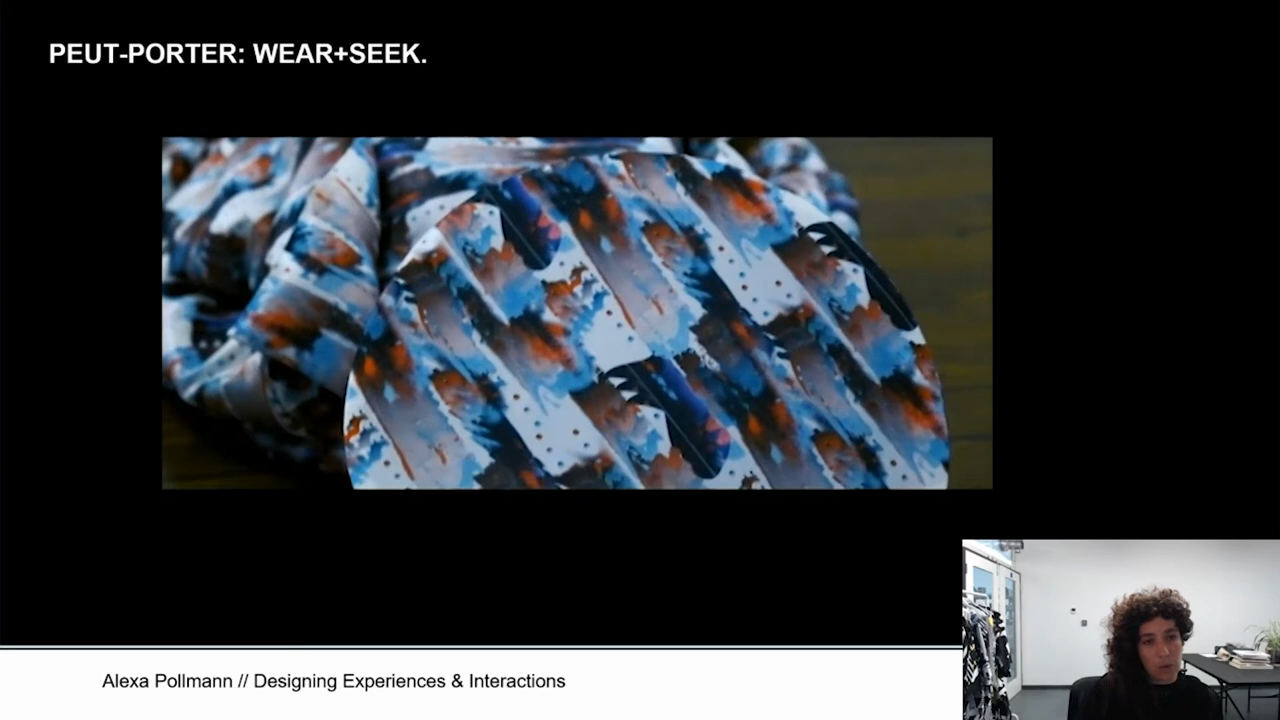 PEUT-PORTER: WEAR+SEEK.
Alexa Pollmann // Designing Experiences & Interactions